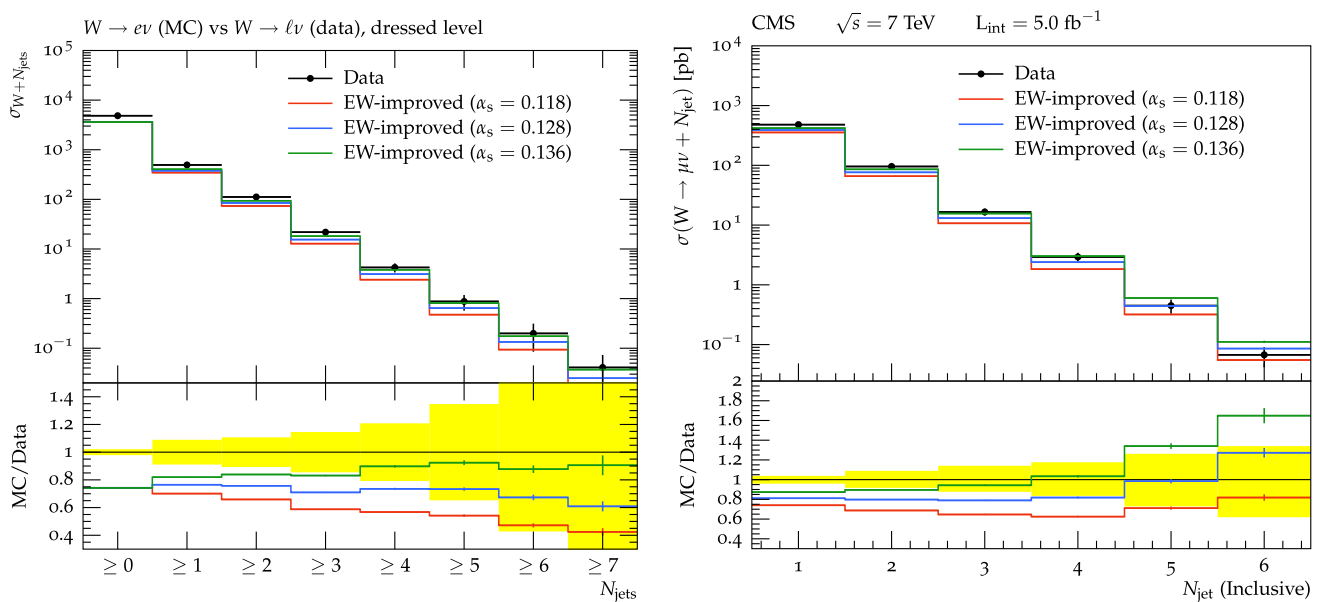 W → eν (MC) vs W → ℓν (data), dressed level
σ_{W+N_jets}
10^5
10^4
10^3
10^2
10^1
1
10^{-1}
Data
EW-improved (α_s = 0.118)
EW-improved (α_s = 0.128)
EW-improved (α_s = 0.136)
MC/Data
1.4
1.2
1
0.8
0.6
0.4
≥ 0 ≥ 1 ≥ 2 ≥ 3 ≥ 4 ≥ 5 ≥ 6 ≥ 7
N_jets
CMS √s = 7 TeV L_int = 5.0 fb^{-1}
σ(W → μν + N_jet) [pb]
10^4
10^3
10^2
10^1
1
10^{-1}
Data
EW-improved (α_s = 0.118)
EW-improved (α_s = 0.128)
EW-improved (α_s = 0.136)
MC/Data
2
1.8
1.6
1.4
1.2
1
0.8
0.6
0.4
1 2 3 4 5 6
N_jet (Inclusive)